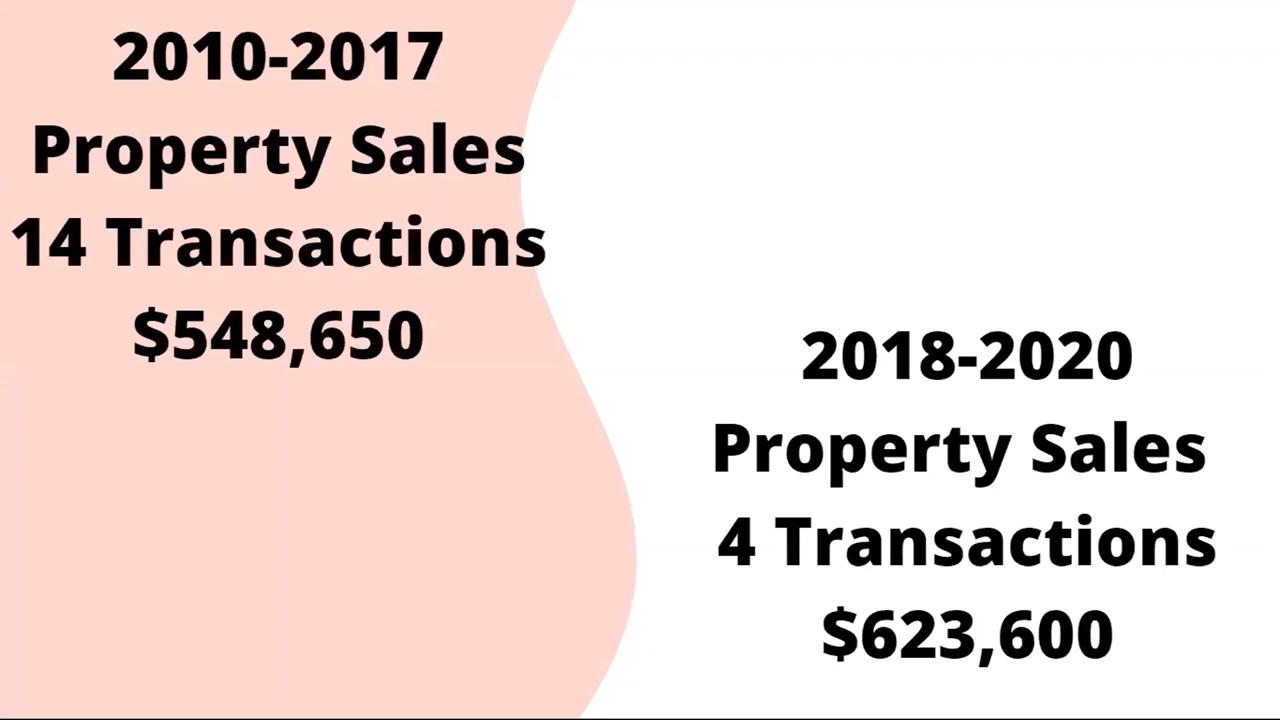 2010-2017
Property Sales
14 Transactions
$548,650
2018-2020
Property Sales
4 Transactions
$623,600